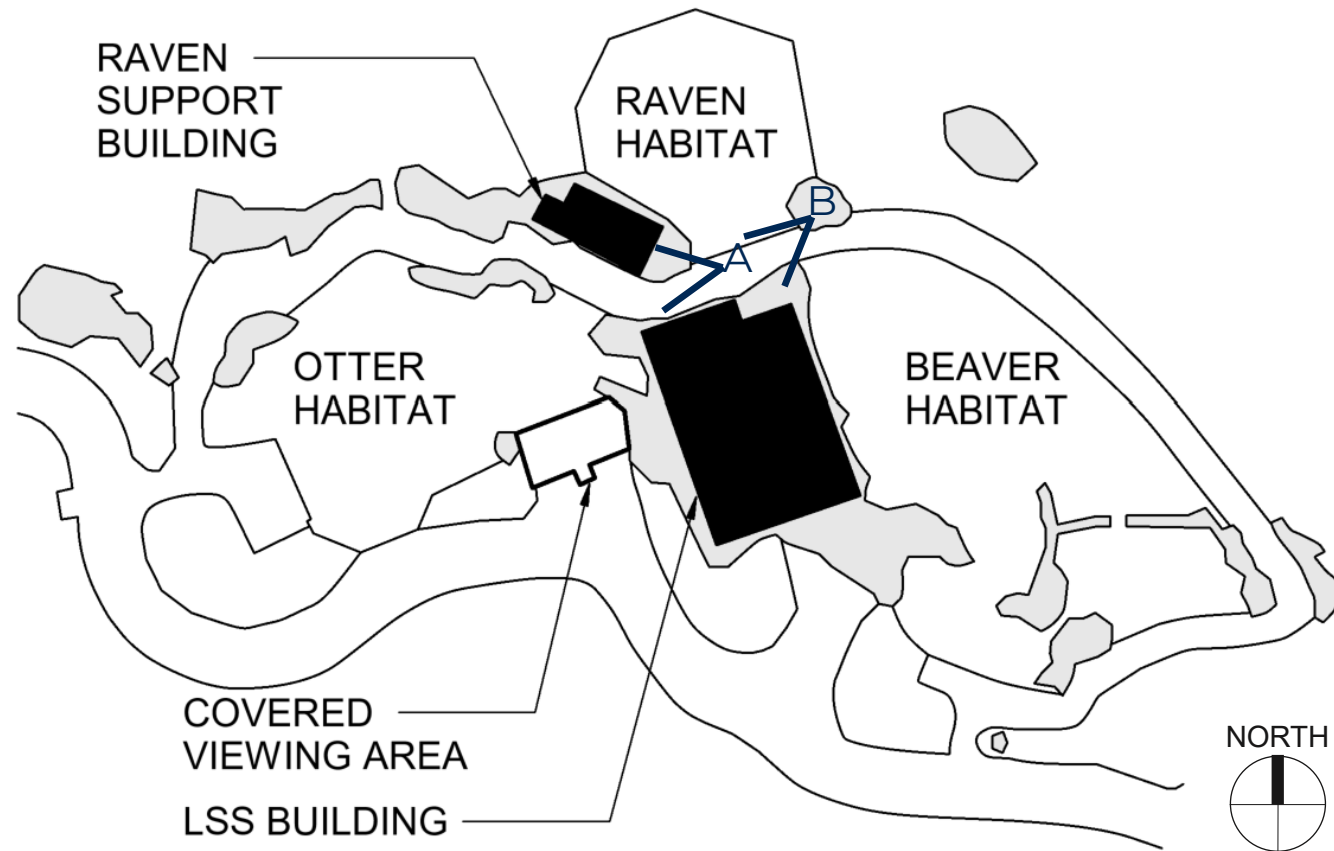 RAVEN
SUPPORT
BUILDING
RAVEN
HABITAT
B
A
OTTER
HABITAT
BEAVER
HABITAT
COVERED
VIEWING AREA
LSS BUILDING
NORTH